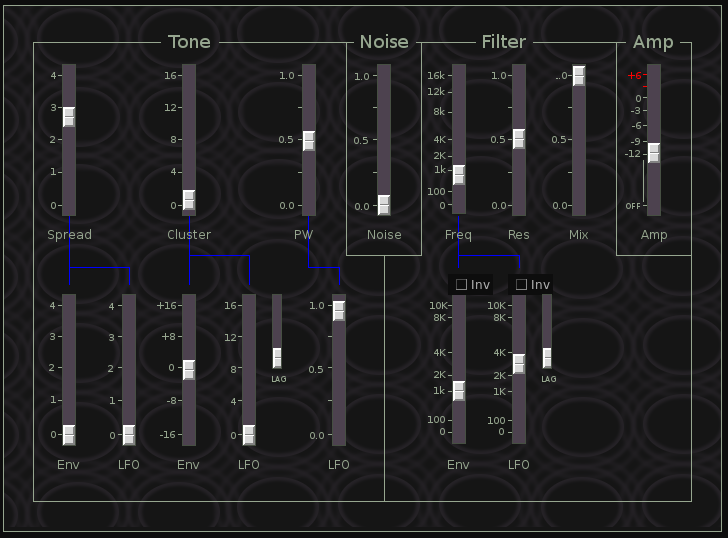 Tone Noise Filter Amp
4 16 1.0 1.0 16k 1.0 ..0 +6
12k
3 12 8k 0
-3
-6
2 8 0.5 0.5 4K 0.5 0.5 -9
2K -12
1 4 1k
100
0 0 0.0 0.0 0 0.0 0.0 OFF
Spread Cluster PW Noise Freq Res Mix Amp
Inv Inv
4 4 +16 16 1.0 10K 10K
8K 8K
3 3 +8 12
4K 4K
2 2 0 8 0.5 2K 2K
LAG LAG
1 1 -8 4 1k 1K
100 100
0 0 -16 0 0.0 0 0
Env LFO Env LFO LFO Env LFO